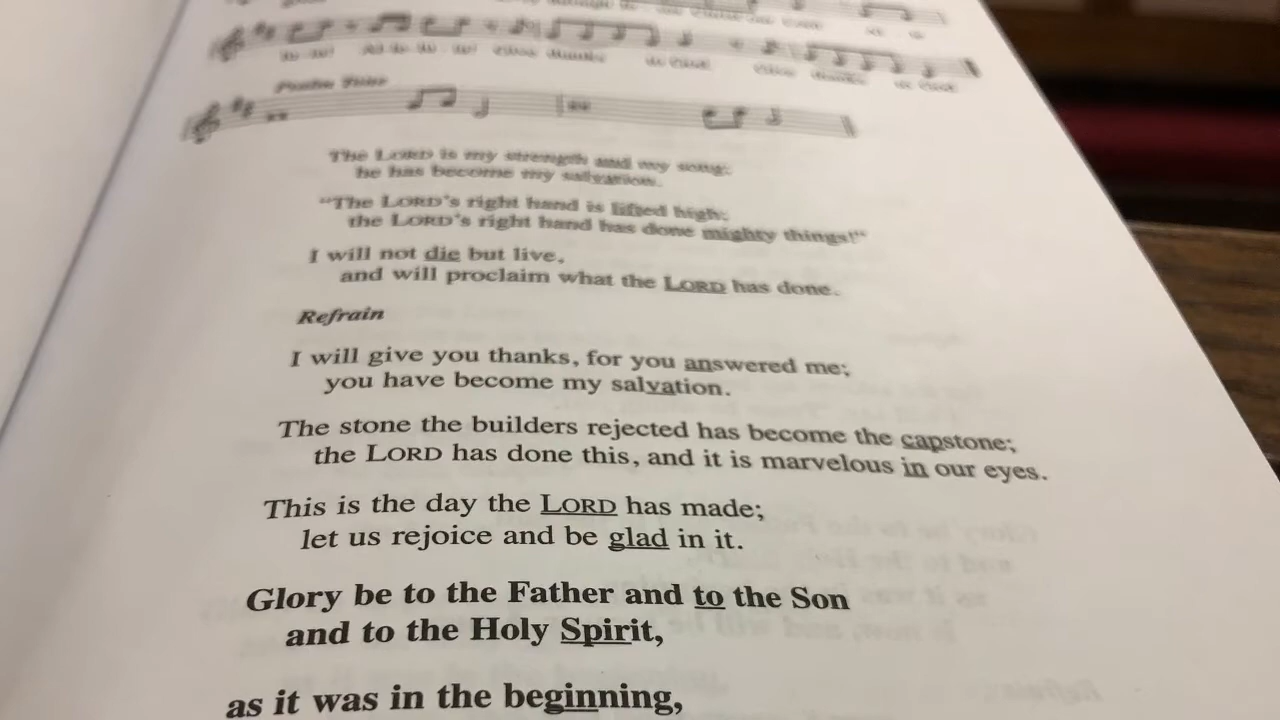 Psalm Tone
The LORD is my strength and my song;
he has become my salvation.
“The LORD’s right hand is lifted high;
the LORD’s right hand has done mighty things!”
I will not die but live,
and will proclaim what the LORD has done.
Refrain
I will give you thanks, for you answered me;
you have become my salvation.
The stone the builders rejected has become the capstone;
the LORD has done this, and it is marvelous in our eyes.
This is the day the LORD has made;
let us rejoice and be glad in it.
Glory be to the Father and to the Son
and to the Holy Spirit,
as it was in the beginning,